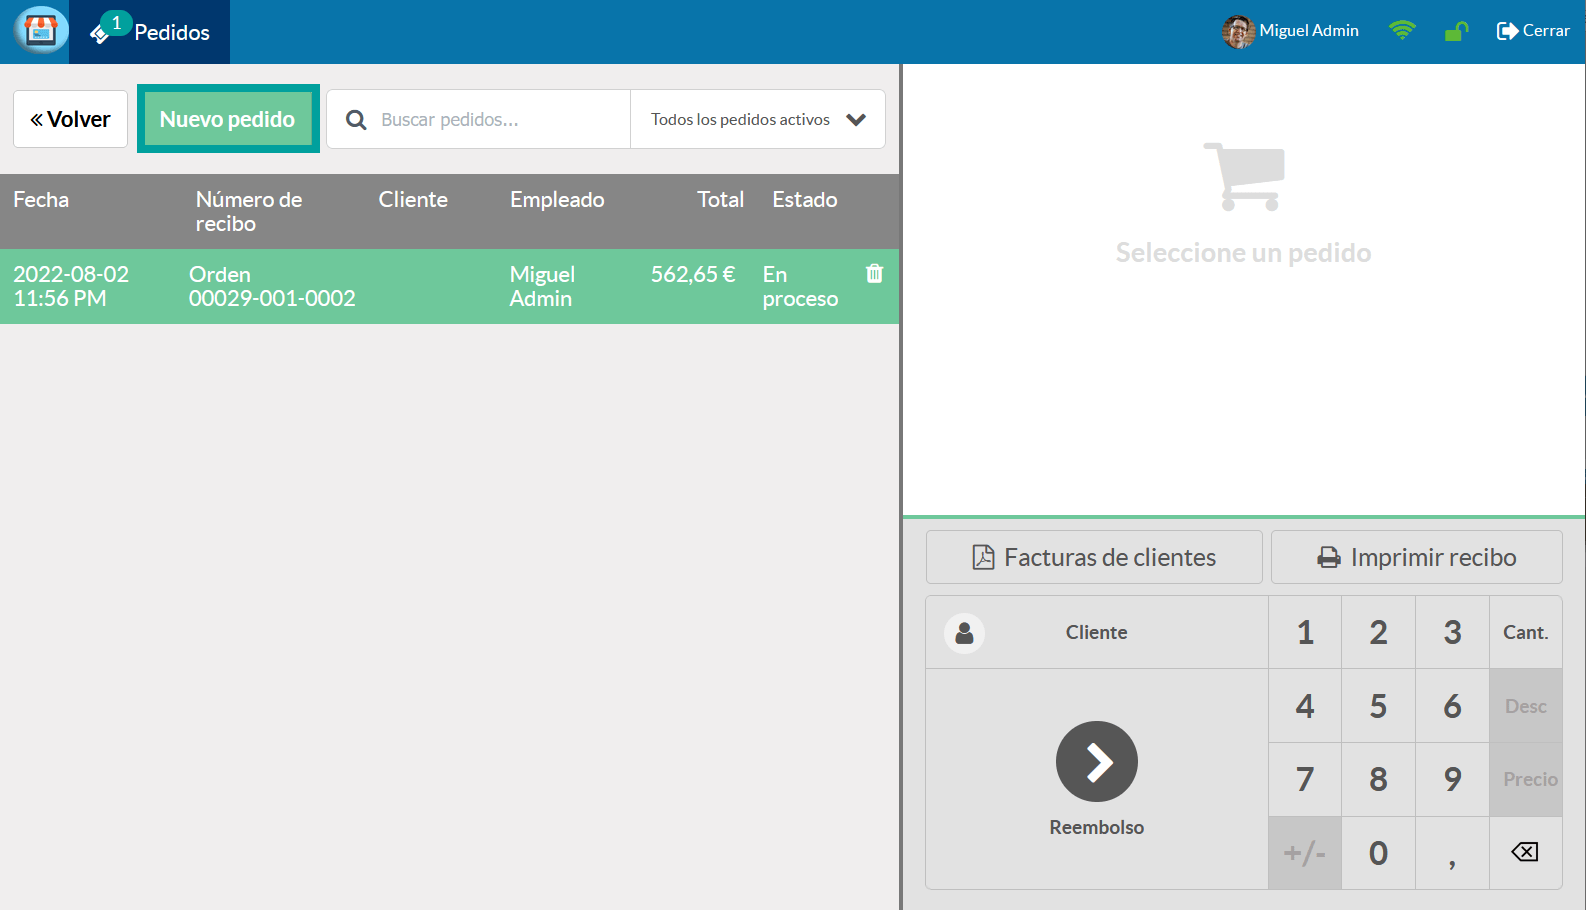 1
Pedidos
Miguel Admin
Cerrar
« Volver
Nuevo pedido
Buscar pedidos...
Todos los pedidos activos
Fecha
Número de
recibo
Cliente
Empleado
Total
Estado
2022-08-02
11:56 PM
Orden
00029-001-0002
Miguel
Admin
562,65 €
En
proceso
Seleccione un pedido
Facturas de clientes
Imprimir recibo
Cliente
1 2 3 Cant.
4 5 6 Desc
7 8 9 Precio
Reembolso
+/- 0 ,